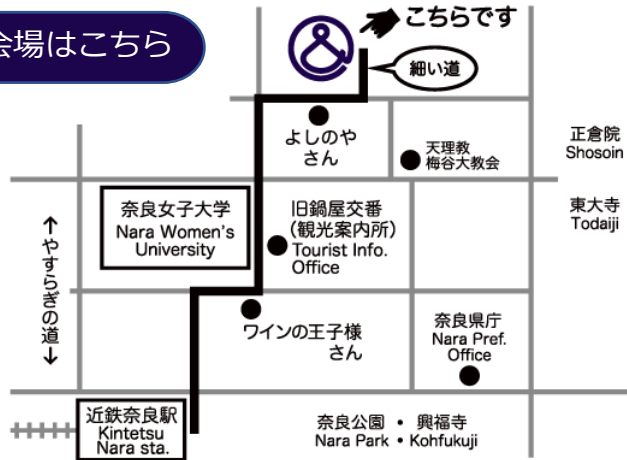 会場はこちら
こちらです
細い道
よしのや
さん
天理教
梅谷大教会
正倉院
Shosoin
東大寺
Todaiji
奈良女子大学
Nara Women's
University
旧鍋屋交番
(観光案内所)
Tourist Info.
Office
↑やすらぎの道↓
ワインの王子様
さん
奈良県庁
Nara Pref.
Office
近鉄奈良駅
Kintetsu
Nara sta.
奈良公園 • 興福寺
Nara Park • Kohfukuji